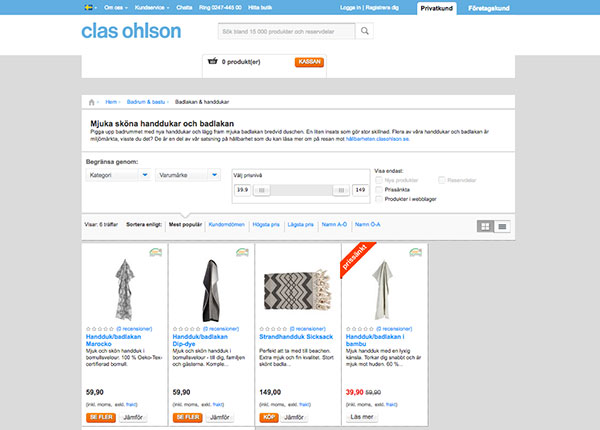 Om oss
Kundservice
Chatta
Ring 0247-445 00
Hitta butik
Logga in | Registrera dig
Privatkund
Företagskund
clas ohlson
Sök bland 15 000 produkter och reservdelar
0 produkt(er)
KASSAN
Hem
Badrum & bastu
Badlakan & handdukar
Mjuka sköna handdukar och badlakan
Pigga upp badrummet med nya handdukar och lägg fram mjuka badlakan bredvid duschen. En liten insats som gör stor skillnad. Flera av våra handdukar och badlakan är
miljömärkta, visste du det? De är en del av vår satsning på hållbarhet som du kan läsa mer om på resan mot hållbarheten.clasohlson.se.
Begränsa genom:
Kategori
Varumärke
Välj prisnivå
39.9
149
Visa endast:
Nya produkter
Reservdelar
Prissänkta
Produkter i webblager
Visar: 6 träffar
Sortera enligt:
Mest populär
Kundomdömen
Högsta pris
Lägsta pris
Namn A-Ö
Namn Ö-A
prissänkt
(0 recensioner)
Handduk/badlakan
Marocko
Mjuk och skön handduk i
bomullsvelour. 100 % Oeko-Tex-
certifierad bomull.
59,90
(inkl. moms, exkl. frakt)
SE FLER
Jämför
(0 recensioner)
Handduk/badlakan
Dip-dye
Mjuk och skön handduk i
bomullsvelour - till dig, familjen
och gästerna. Komple...
59,90
(inkl. moms, exkl. frakt)
SE FLER
Jämför
(0 recensioner)
Strandhandduk Sicksack
Perfekt att ta med till beachen.
Extra mjuk och fin kvalitet. Stort
skönt badla...
149,00
(inkl. moms, exkl. frakt)
KÖP
Jämför
(0 recensioner)
Handduk/badlakan i
bambu
Mjuk handduk med en lyxig
känsla. Torkar dig snabbt och är
mjuk mot huden. 60 %...
39,90 59,90
(inkl. moms, exkl. frakt)
Läs mer